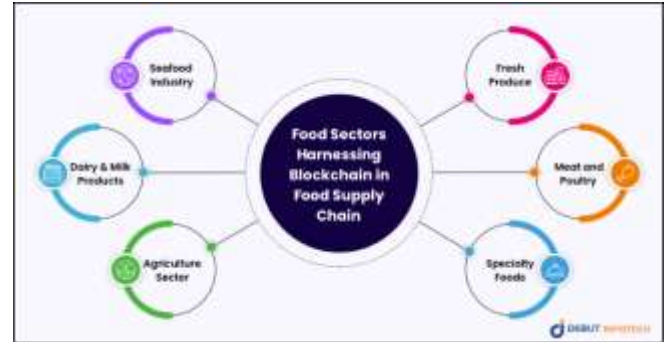 Seafood
Industry
Fresh
Produce
Food Sectors
Harnessing
Blockchain in
Food Supply
Chain
Dairy & Milk
Products
Meat and
Poultry
Agriculture
Sector
Specialty
Foods
DEBUT INFOTECH